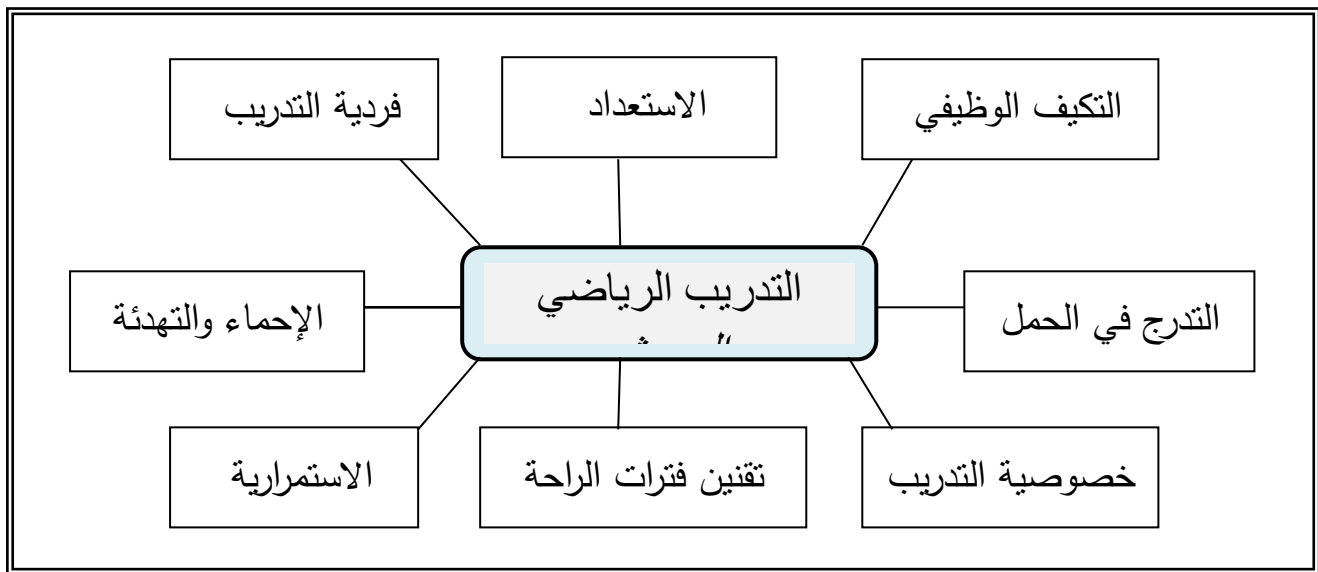 التكيف الوظيفي
الاستعداد
فردية التدريب
التدريب الرياضي
التدرج في الحمل
الإحماء والتهدئة
خصوصية التدريب
تقنين فترات الراحة
الاستمرارية